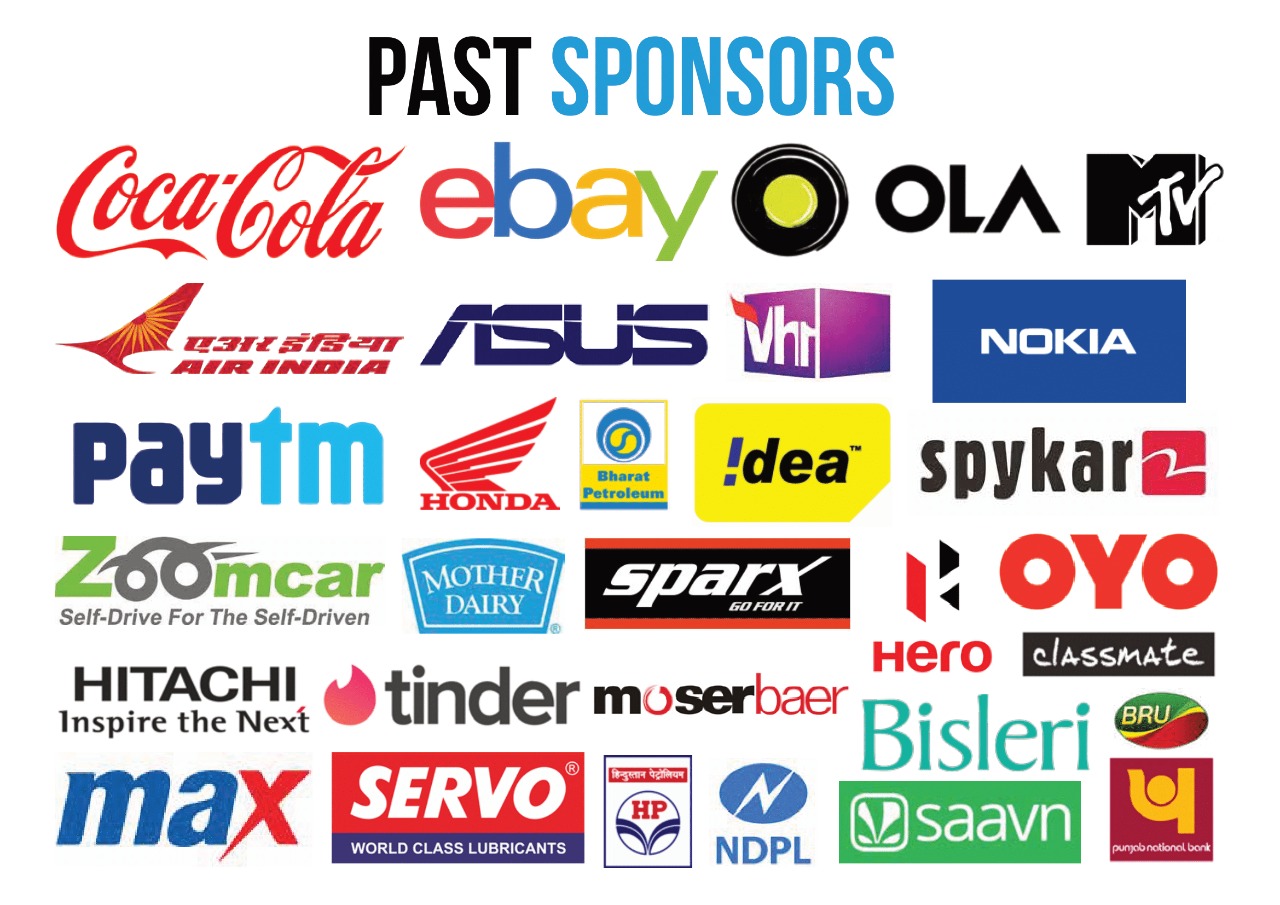 PAST SPONSORS
Coca-Cola
ebay
OLA
MTV
एअर इंडिया
AIR INDIA
ASUS
Vh1
NOKIA
paytm
HONDA
Bharat
Petroleum
!dea™
spykar
Zoomcar
Self-Drive For The Self-Driven
MOTHER
DAIRY
®
sparx
GO FOR IT
Hero
OYO
classmate
HITACHI
Inspire the Next
tinder
moserbaer
Bisleri
BRU
max
SERVO®
WORLD CLASS LUBRICANTS
हिन्दुस्तान पेट्रोलियम
HP
NDPL
saavn
punjab national bank